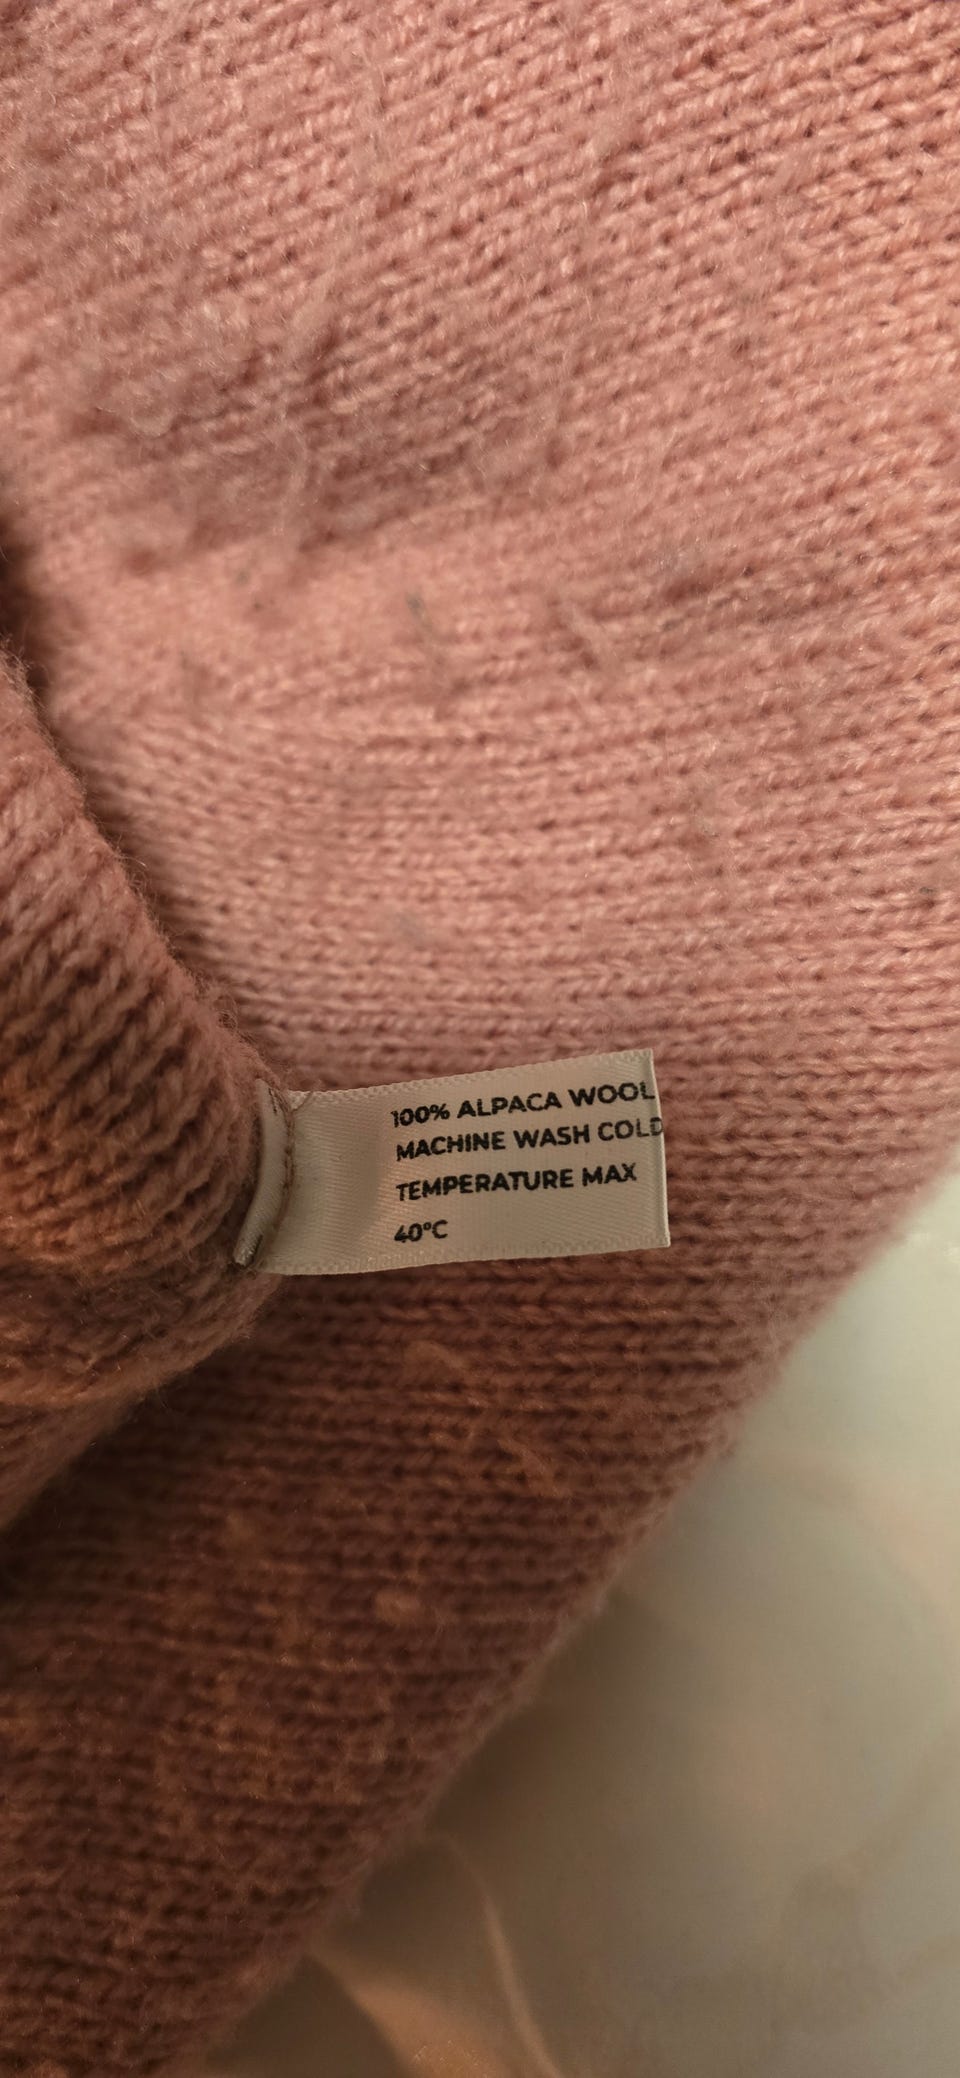 100% ALPACA WOOL
MACHINE WASH COLD
TEMPERATURE MAX
40°C